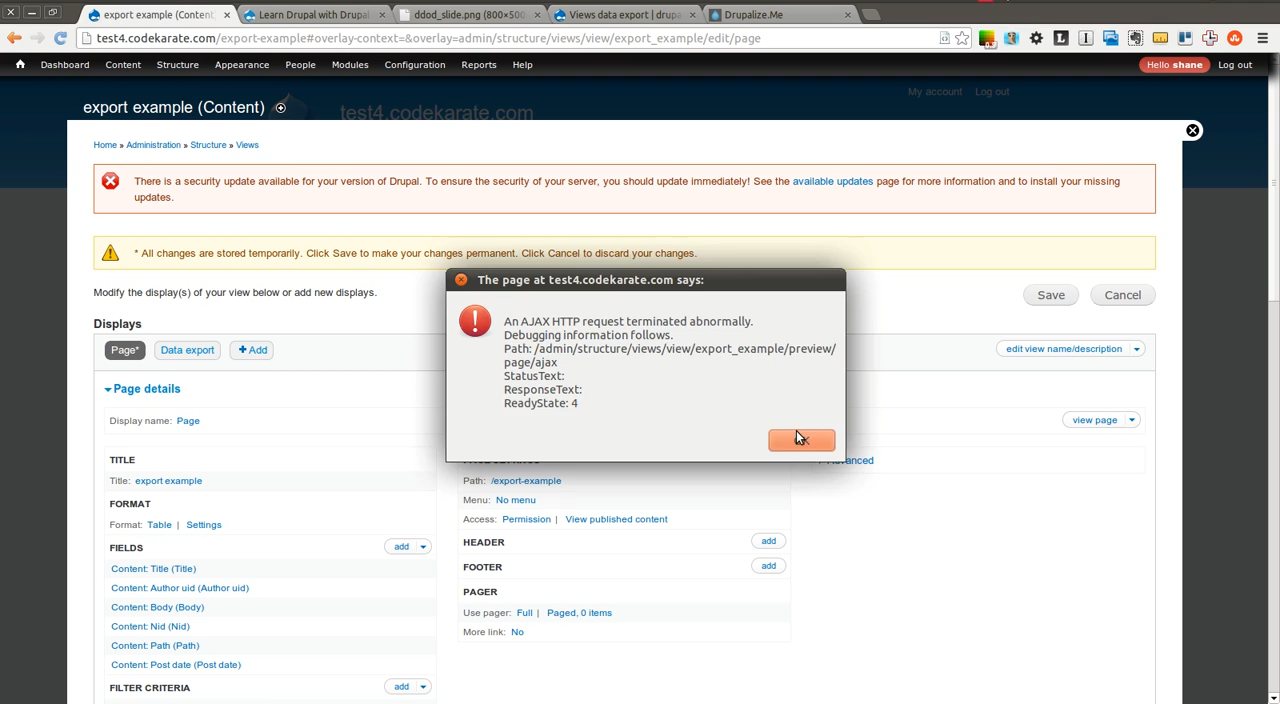 export example (Content
Learn Drupal with Drupal
ddod_slide.png (800×500
Views data export | drupa
Drupalize.Me
test4.codekarate.com/export-example#overlay-context=&overlay=admin/structure/views/view/export_example/edit/page
Dashboard Content Structure Appearance People Modules Configuration Reports Help
Hello shane Log out
My account Log out
export example (Content)
test4.codekarate.com
Home » Administration » Structure » Views
There is a security update available for your version of Drupal. To ensure the security of your server, you should update immediately! See the available updates page for more information and to install your missing
updates.
* All changes are stored temporarily. Click Save to make your changes permanent. Click Cancel to discard your changes.
Modify the display(s) of your view below or add new displays.
Save Cancel
Displays
Page* Data export + Add
edit view name/description
Page details
Display name: Page
view page
The page at test4.codekarate.com says:
An AJAX HTTP request terminated abnormally.
Debugging information follows.
Path: /admin/structure/views/view/export_example/preview/
page/ajax
StatusText:
ResponseText:
ReadyState: 4
TITLE
Title: export example
FORMAT
Format: Table | Settings
FIELDS
add
Content: Title (Title)
Content: Author uid (Author uid)
Content: Body (Body)
Content: Nid (Nid)
Content: Path (Path)
Content: Post date (Post date)
FILTER CRITERIA
add
Path: /export-example
Menu: No menu
Access: Permission | View published content
HEADER
add
FOOTER
add
PAGER
Use pager: Full | Paged, 0 items
More link: No